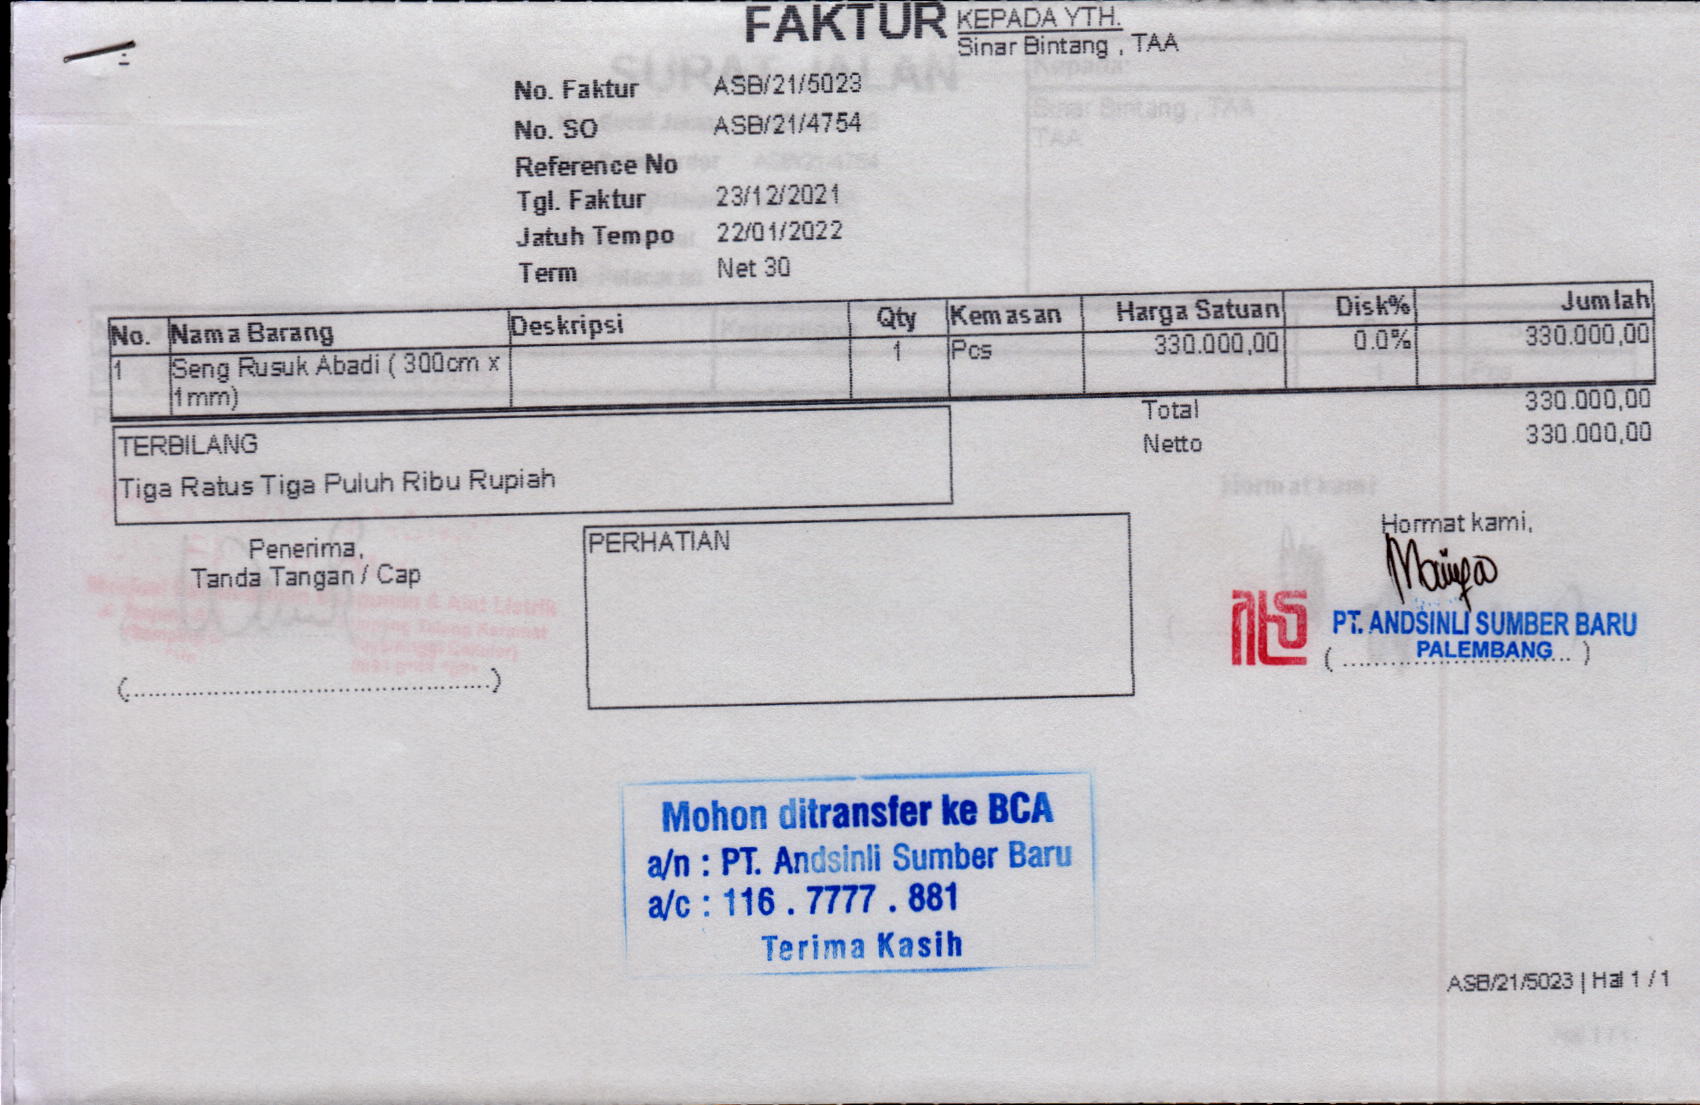 FAKTUR
KEPADA YTH.
Sinar Bintang , TAA
No. Faktur ASB/21/5023
No. SO ASB/21/4754
Reference No
Tgl. Faktur 23/12/2021
Jatuh Tempo 22/01/2022
Term Net 30
No. Nama Barang Deskripsi Qty Kemasan Harga Satuan Disk% Jumlah
1 Seng Rusuk Abadi ( 300cm x 1 Pcs 330.000,00 0.0% 330.000,00
1mm)
Total 330.000,00
Netto 330.000,00
TERBILANG
Tiga Ratus Tiga Puluh Ribu Rupiah
Penerima,
Tanda Tangan / Cap
(................................................)
PERHATIAN
Hormat kami,
PT. ANDSINLI SUMBER BARU
PALEMBANG
Mohon ditransfer ke BCA
a/n : PT. Andsinli Sumber Baru
a/c : 116 . 7777 . 881
Terima Kasih
ASB/21/5023 | Hal 1 / 1